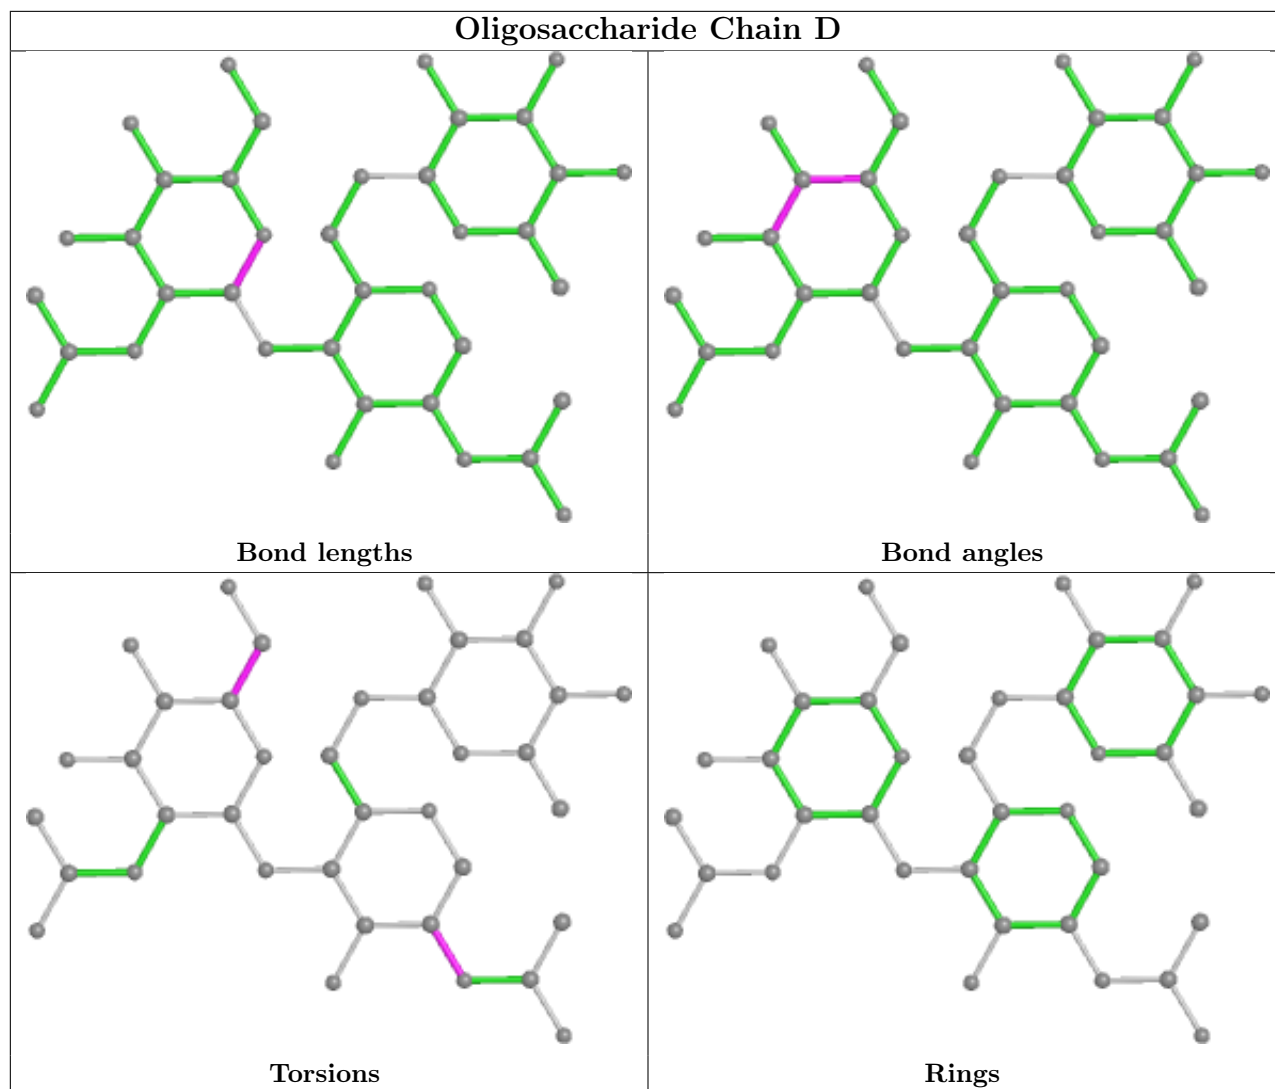 Oligosaccharide Chain D
Bond lengths
Bond angles
Torsions
Rings